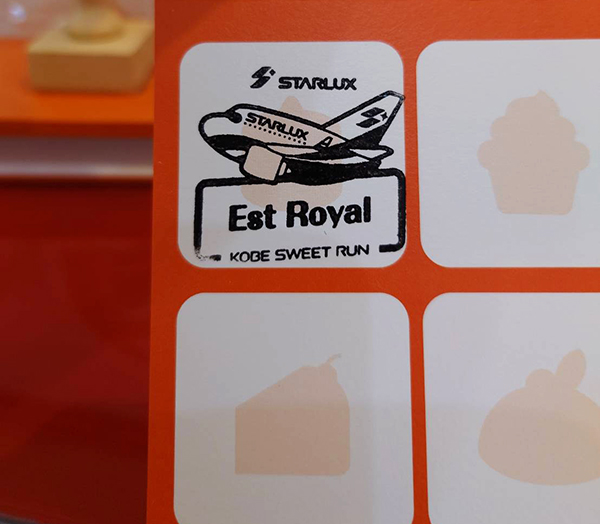 STARLUX
STARLUX
Est Royal
KOBE SWEET RUN